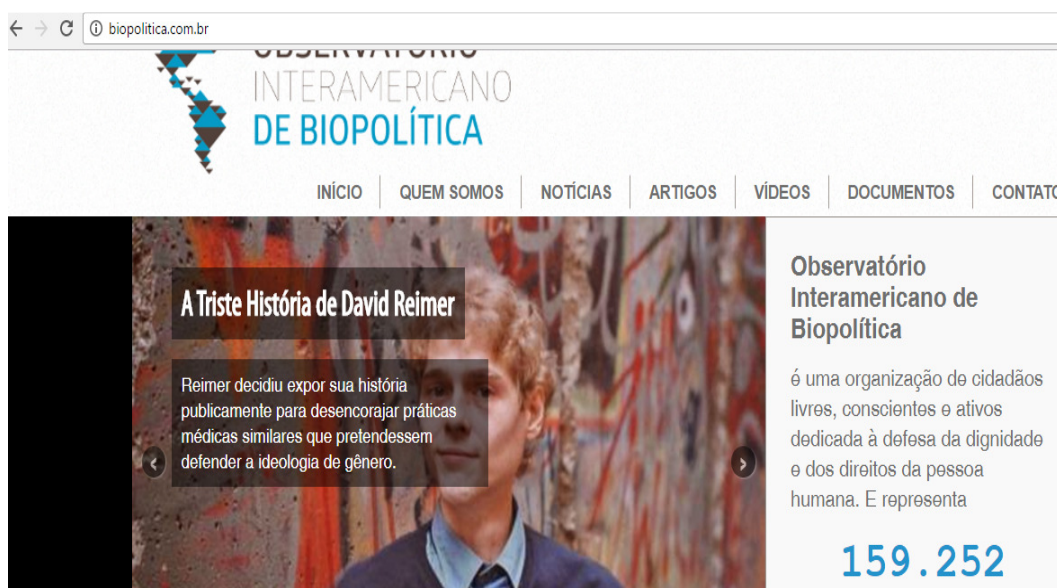 biopolitica.com.br
OBSERVATÓRIO
INTERAMERICANO
DE BIOPOLÍTICA
INÍCIO QUEM SOMOS NOTÍCIAS ARTIGOS VÍDEOS DOCUMENTOS CONTATO
A Triste História de David Reimer
Reimer decidiu expor sua história
publicamente para desencorajar práticas
médicas similares que pretendessem
defender a ideologia de gênero.
Observatório
Interamericano de
Biopolítica
é uma organização de cidadãos
livres, conscientes e ativos
dedicada à defesa da dignidade
e dos direitos da pessoa
humana. E representa
159.252